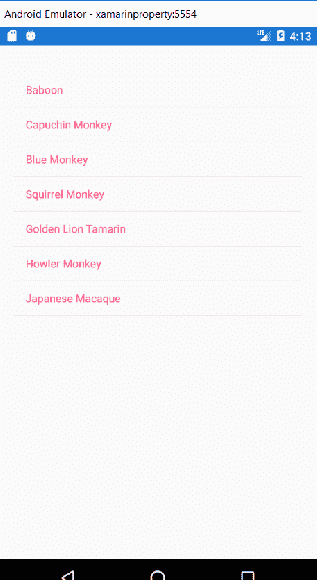 Android Emulator - xamarinproperty:5554
4:13
Baboon
Capuchin Monkey
Blue Monkey
Squirrel Monkey
Golden Lion Tamarin
Howler Monkey
Japanese Macaque